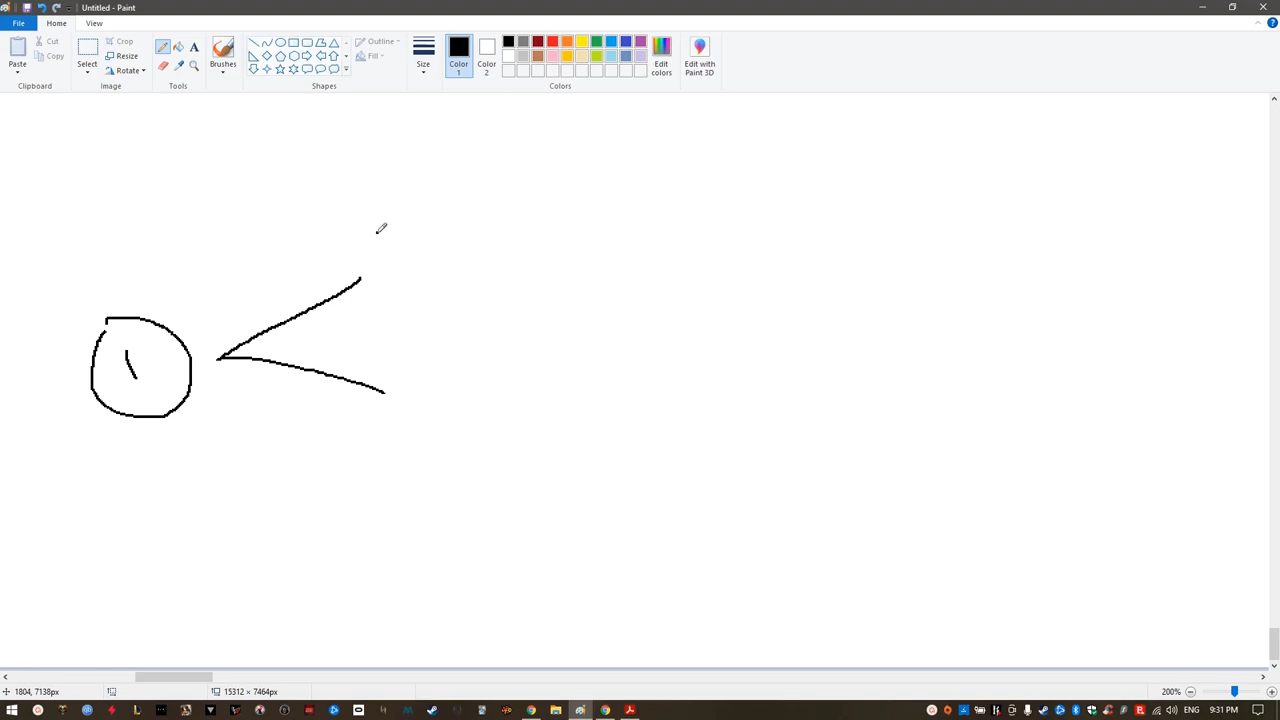 Untitled - Paint
File
Home
View
Paste
Cut
Copy
Clipboard
Select
Crop
Resize
Rotate
Image
Tools
A
Brushes
Outline
Fill
Shapes
Size
Color 1
Color 2
Edit colors
Colors
Edit with Paint 3D
1804, 7138px
15312 × 7464px
200%
9:31 PM